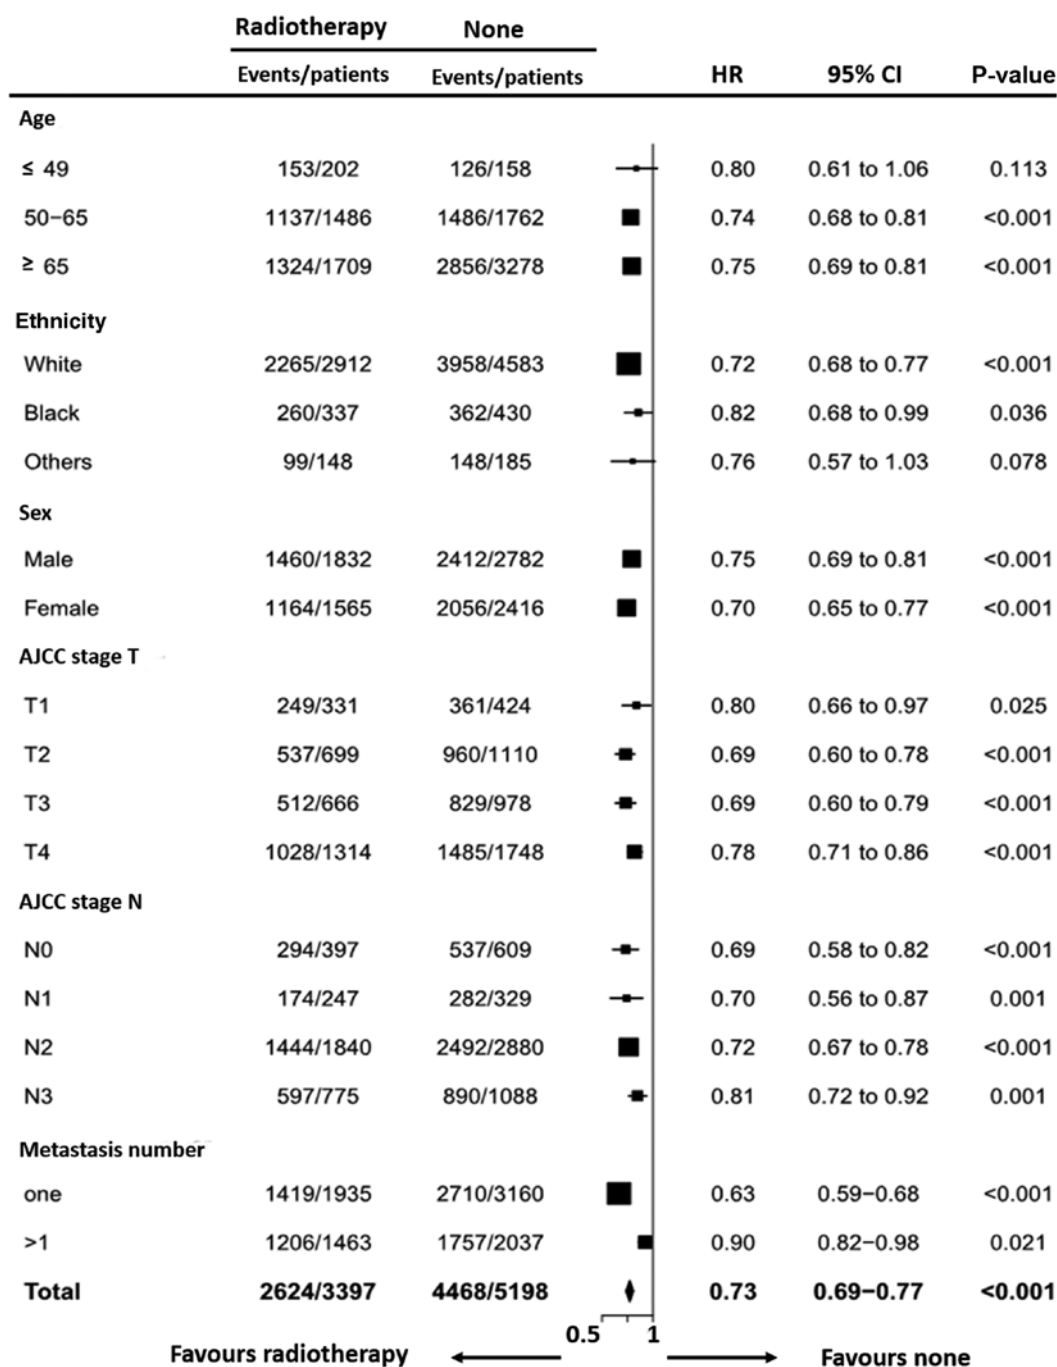 Radiotherapy None
Events/patients Events/patients HR 95% CI P-value
Age
≤ 49 153/202 126/158 0.80 0.61 to 1.06 0.113
50−65 1137/1486 1486/1762 0.74 0.68 to 0.81 <0.001
≥ 65 1324/1709 2856/3278 0.75 0.69 to 0.81 <0.001
Ethnicity
White 2265/2912 3958/4583 0.72 0.68 to 0.77 <0.001
Black 260/337 362/430 0.82 0.68 to 0.99 0.036
Others 99/148 148/185 0.76 0.57 to 1.03 0.078
Sex
Male 1460/1832 2412/2782 0.75 0.69 to 0.81 <0.001
Female 1164/1565 2056/2416 0.70 0.65 to 0.77 <0.001
AJCC stage T
T1 249/331 361/424 0.80 0.66 to 0.97 0.025
T2 537/699 960/1110 0.69 0.60 to 0.78 <0.001
T3 512/666 829/978 0.69 0.60 to 0.79 <0.001
T4 1028/1314 1485/1748 0.78 0.71 to 0.86 <0.001
AJCC stage N
N0 294/397 537/609 0.69 0.58 to 0.82 <0.001
N1 174/247 282/329 0.70 0.56 to 0.87 0.001
N2 1444/1840 2492/2880 0.72 0.67 to 0.78 <0.001
N3 597/775 890/1088 0.81 0.72 to 0.92 0.001
Metastasis number
one 1419/1935 2710/3160 0.63 0.59−0.68 <0.001
>1 1206/1463 1757/2037 0.90 0.82−0.98 0.021
Total 2624/3397 4468/5198 0.73 0.69−0.77 <0.001
0.5 1
Favours radiotherapy Favours none